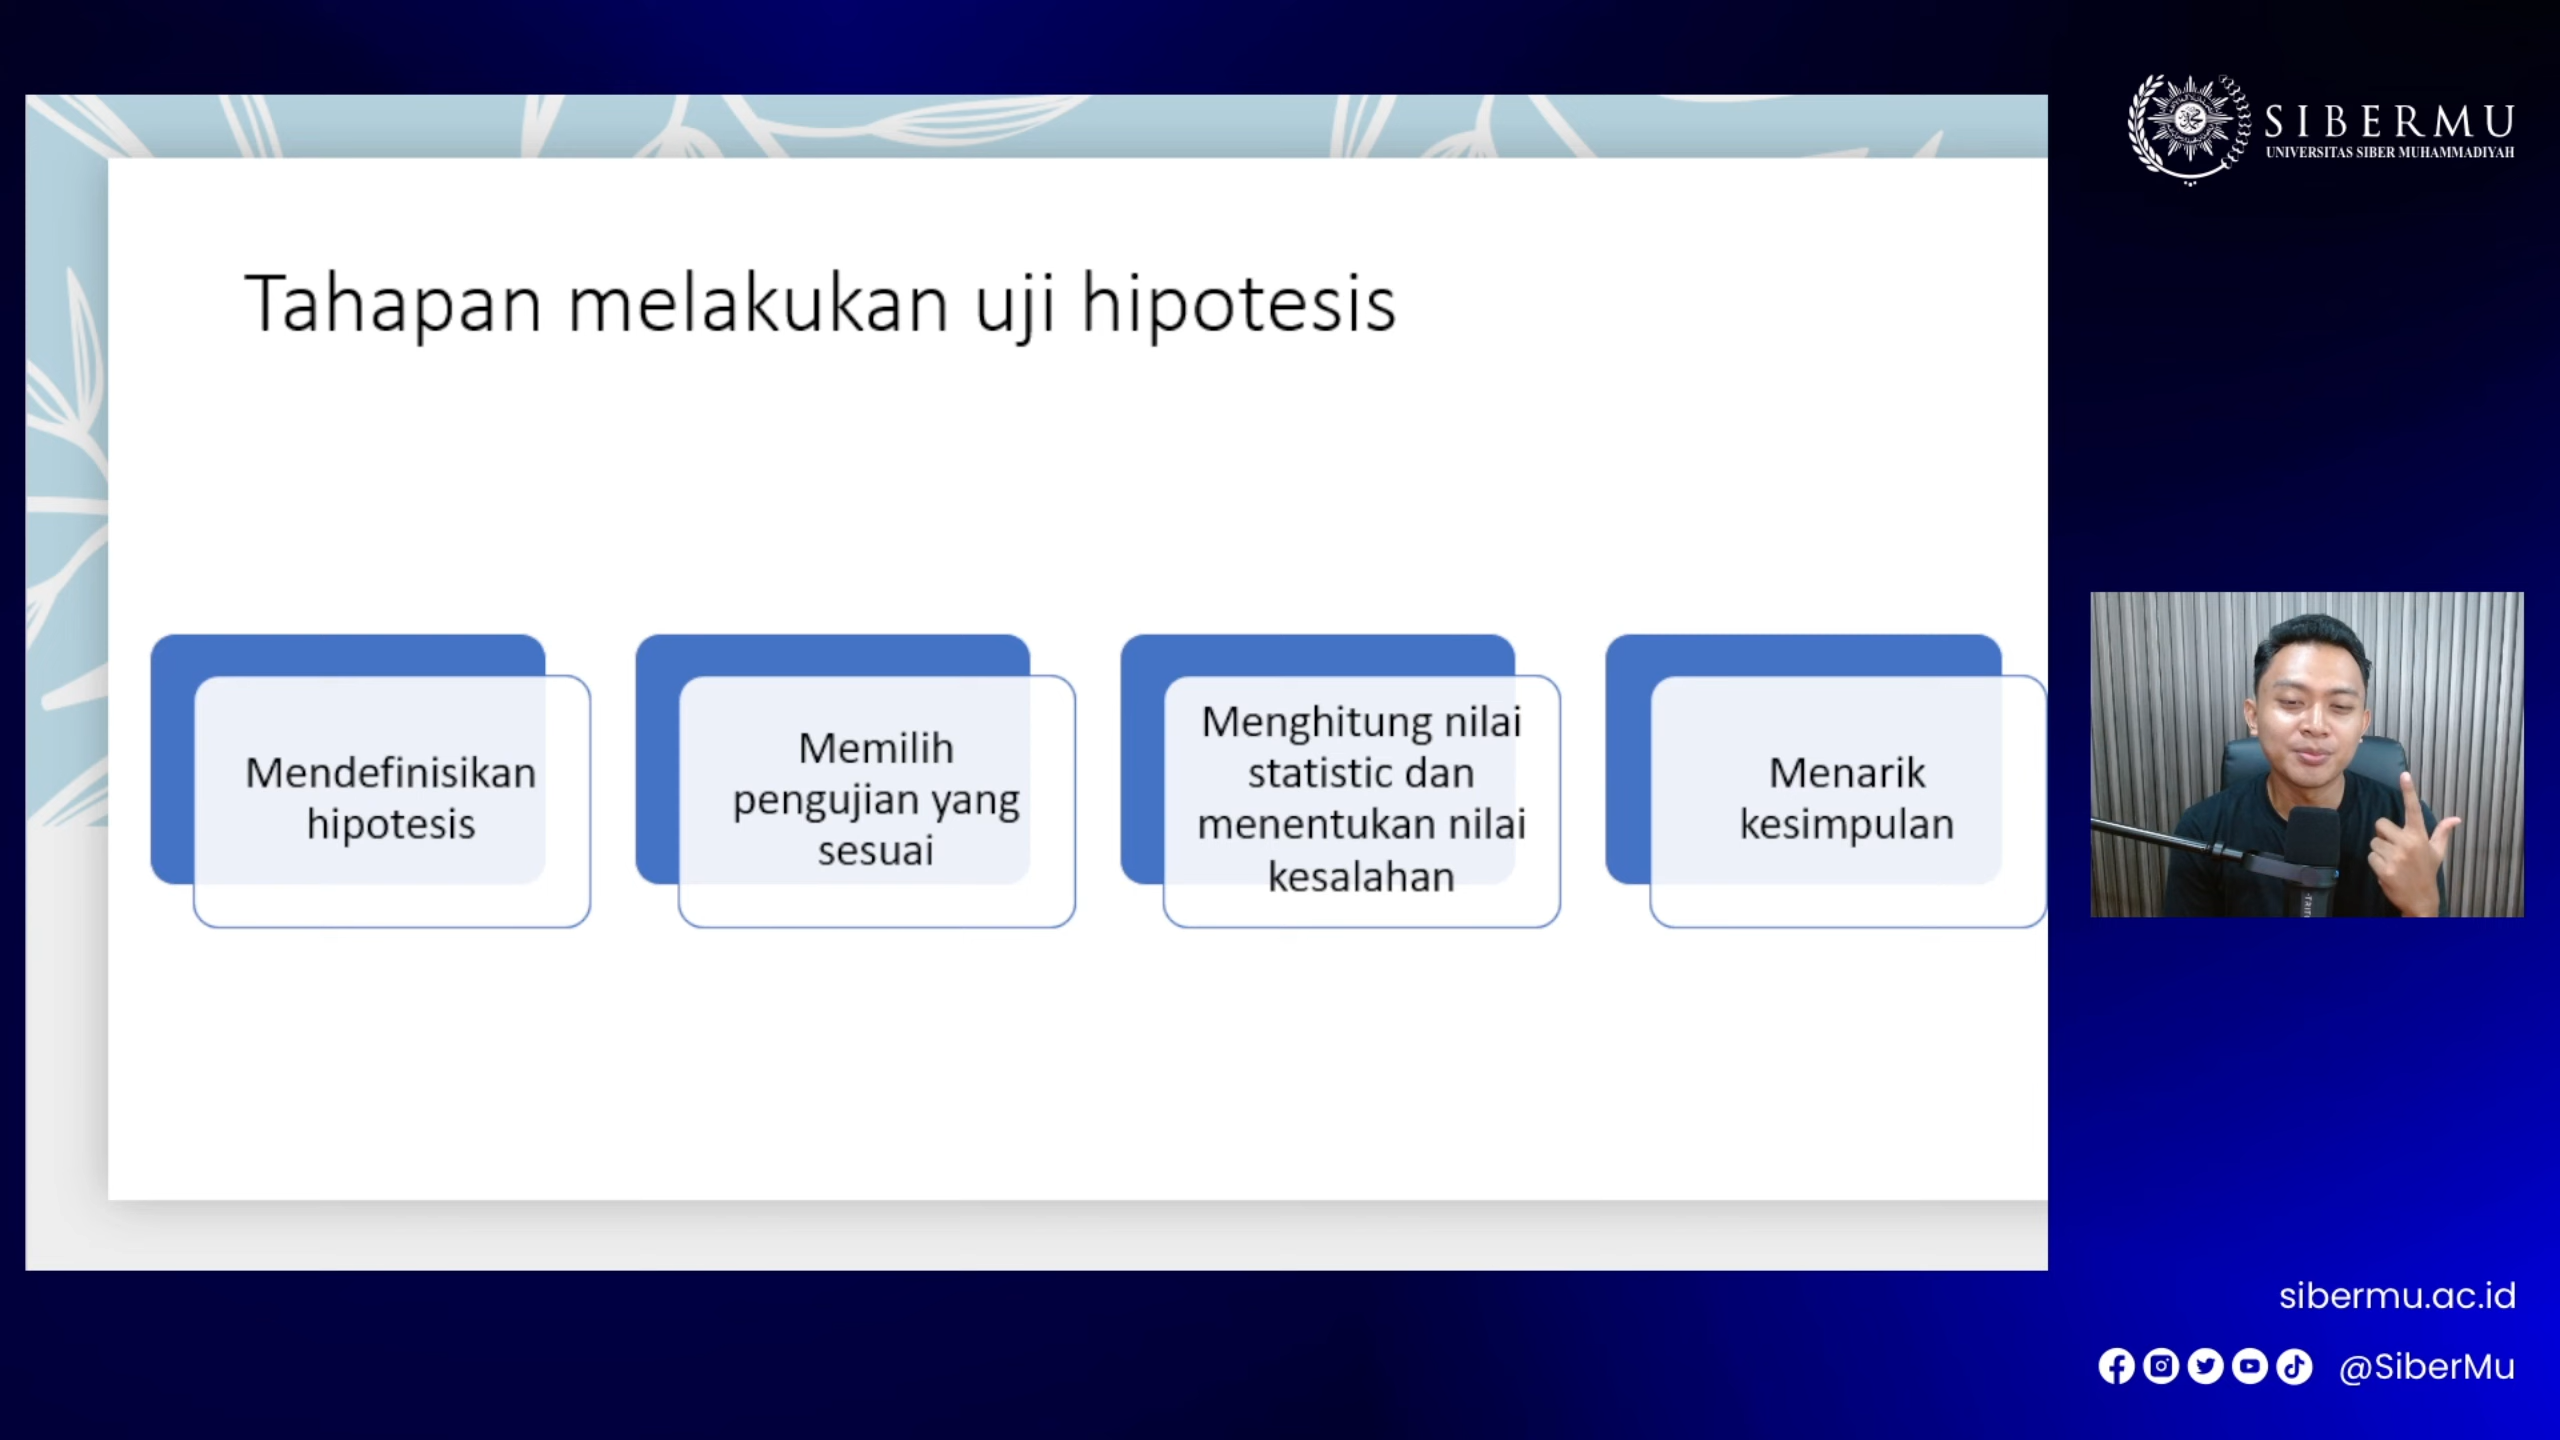 SIBERMU
UNIVERSITAS SIBER MUHAMMADIYAH
Tahapan melakukan uji hipotesis
Mendefinisikan
hipotesis
Memilih
pengujian yang
sesuai
Menghitung nilai
statistic dan
menentukan nilai
kesalahan
Menarik
kesimpulan
sibermu.ac.id
@SiberMu